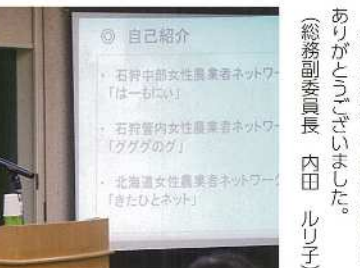 ◎ 自己紹介
・ 石狩中部女性農業者ネットワー
「はーもにぃ」
・ 石狩管内女性農業者ネットワー
「グググのグ」
・ 北海道女性農業者ネットワーク
「きたひとネット」
ありがとうございました。
(総務副委員長 内田 ルリ子)